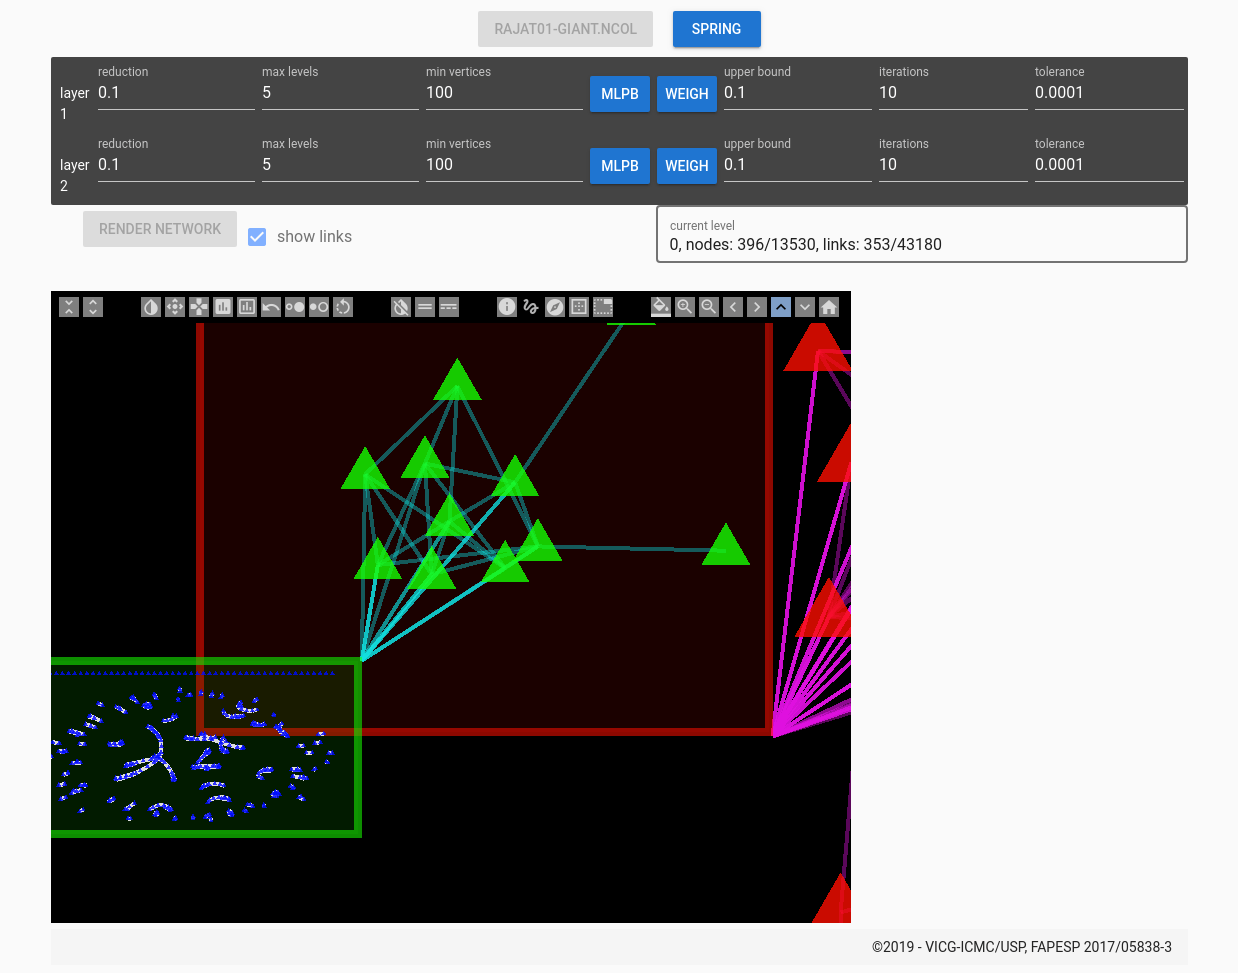 RAJAT01-GIANT.NCOL SPRING
reduction max levels min vertices upper bound iterations tolerance
layer 1 0.1 5 100 MLPB WEIGH 0.1 10 0.0001
reduction max levels min vertices upper bound iterations tolerance
layer 2 0.1 5 100 MLPB WEIGH 0.1 10 0.0001
RENDER NETWORK show links
current level
0, nodes: 396/13530, links: 353/43180
©2019 - VICG-ICMC/USP, FAPESP 2017/05838-3